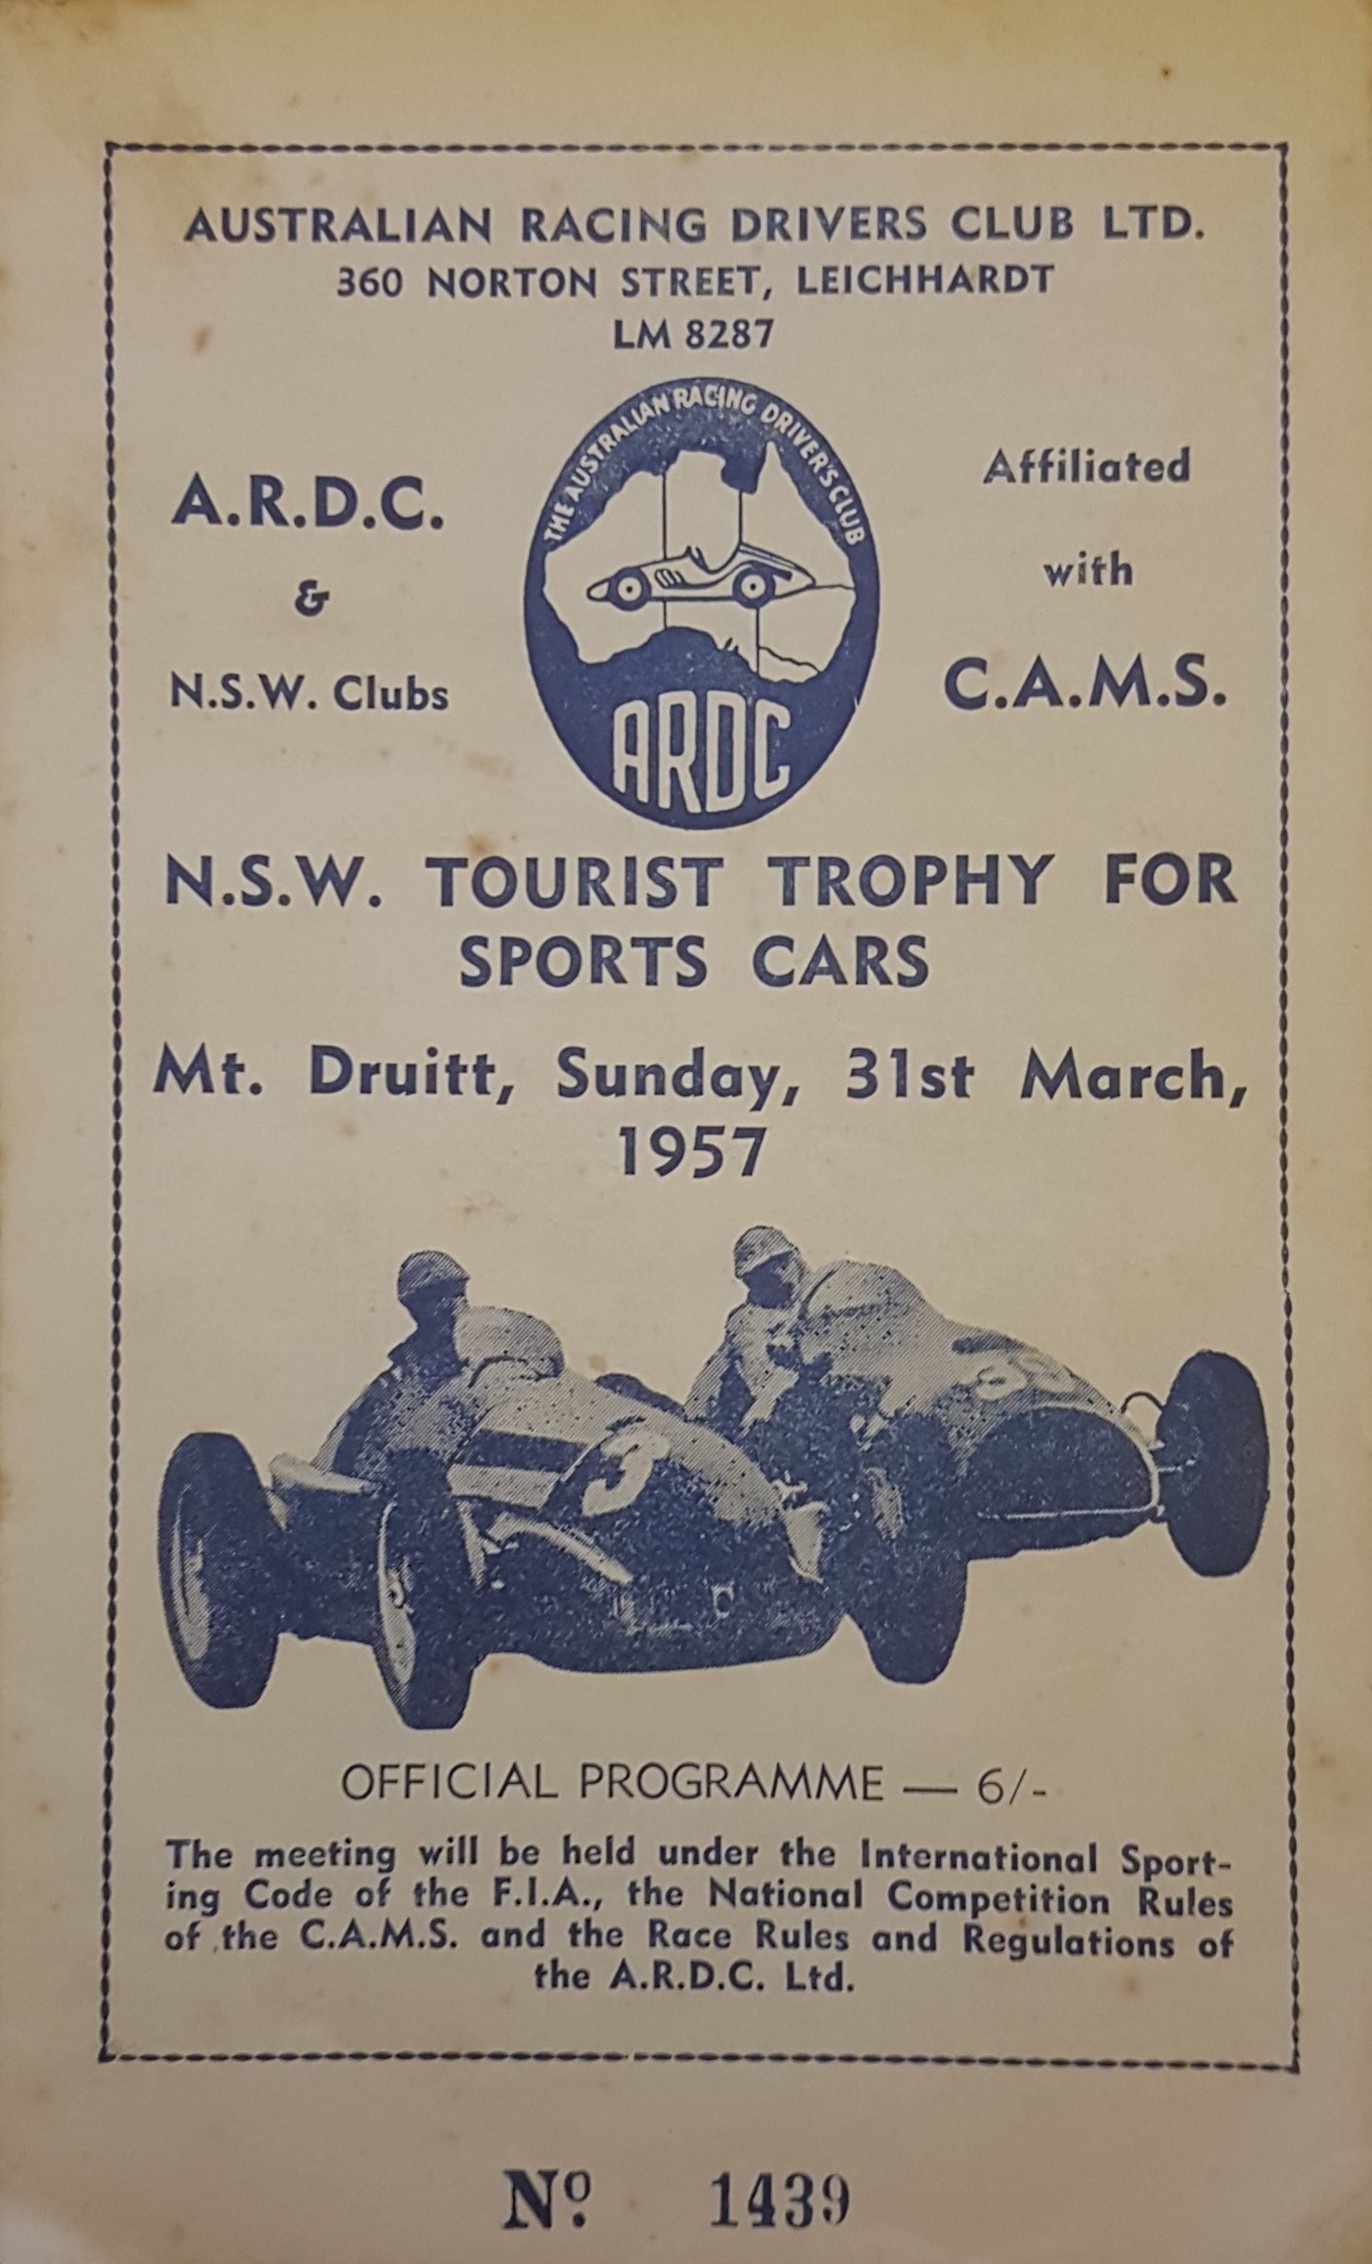 AUSTRALIAN RACING DRIVERS CLUB LTD.
360 NORTON STREET, LEICHHARDT
LM 8287
THE AUSTRALIAN RACING DRIVER'S CLUB
ARDC
A.R.D.C.
&
N.S.W. Clubs
Affiliated
with
C.A.M.S.
N.S.W. TOURIST TROPHY FOR
SPORTS CARS
Mt. Druitt, Sunday, 31st March,
1957
3
OFFICIAL PROGRAMME — 6/-
The meeting will be held under the International Sport-
ing Code of the F.I.A., the National Competition Rules
of the C.A.M.S. and the Race Rules and Regulations of
the A.R.D.C. Ltd.
Nº 1439